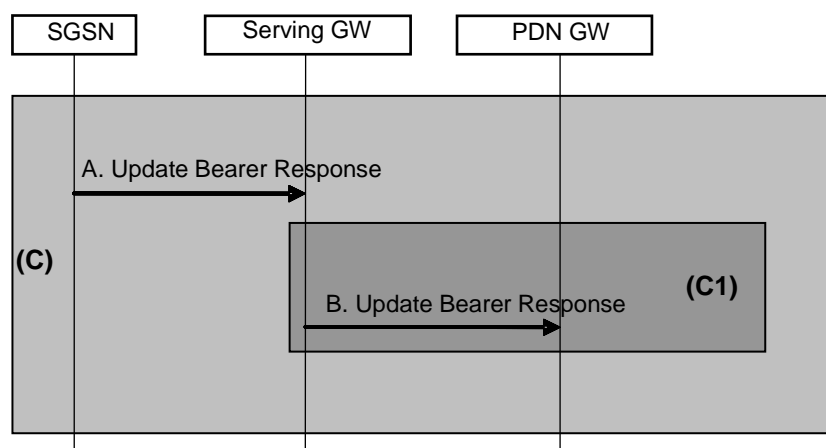 SGSN
Serving GW
PDN GW
A. Update Bearer Response
(C)
(C1)
B. Update Bearer Response